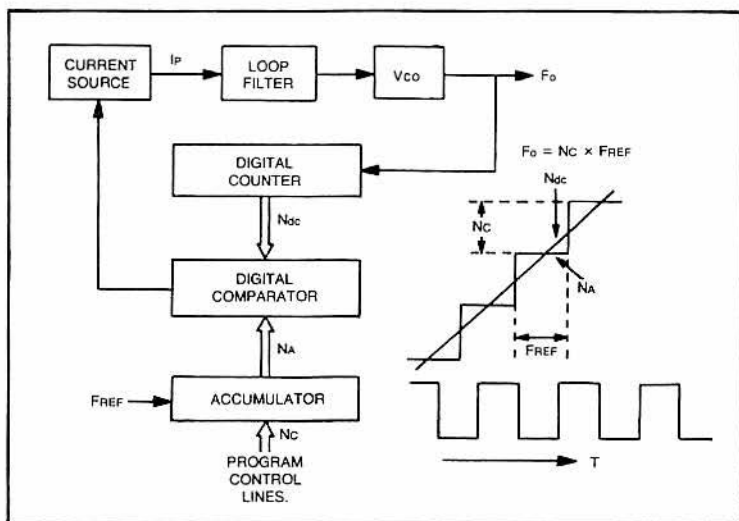 CURRENT
SOURCE
IP
LOOP
FILTER
VCO
Fo
DIGITAL
COUNTER
Ndc
DIGITAL
COMPARATOR
NA
FREF
ACCUMULATOR
NC
PROGRAM
CONTROL
LINES.
Fo = NC × FREF
Ndc
NC
NA
FREF
T